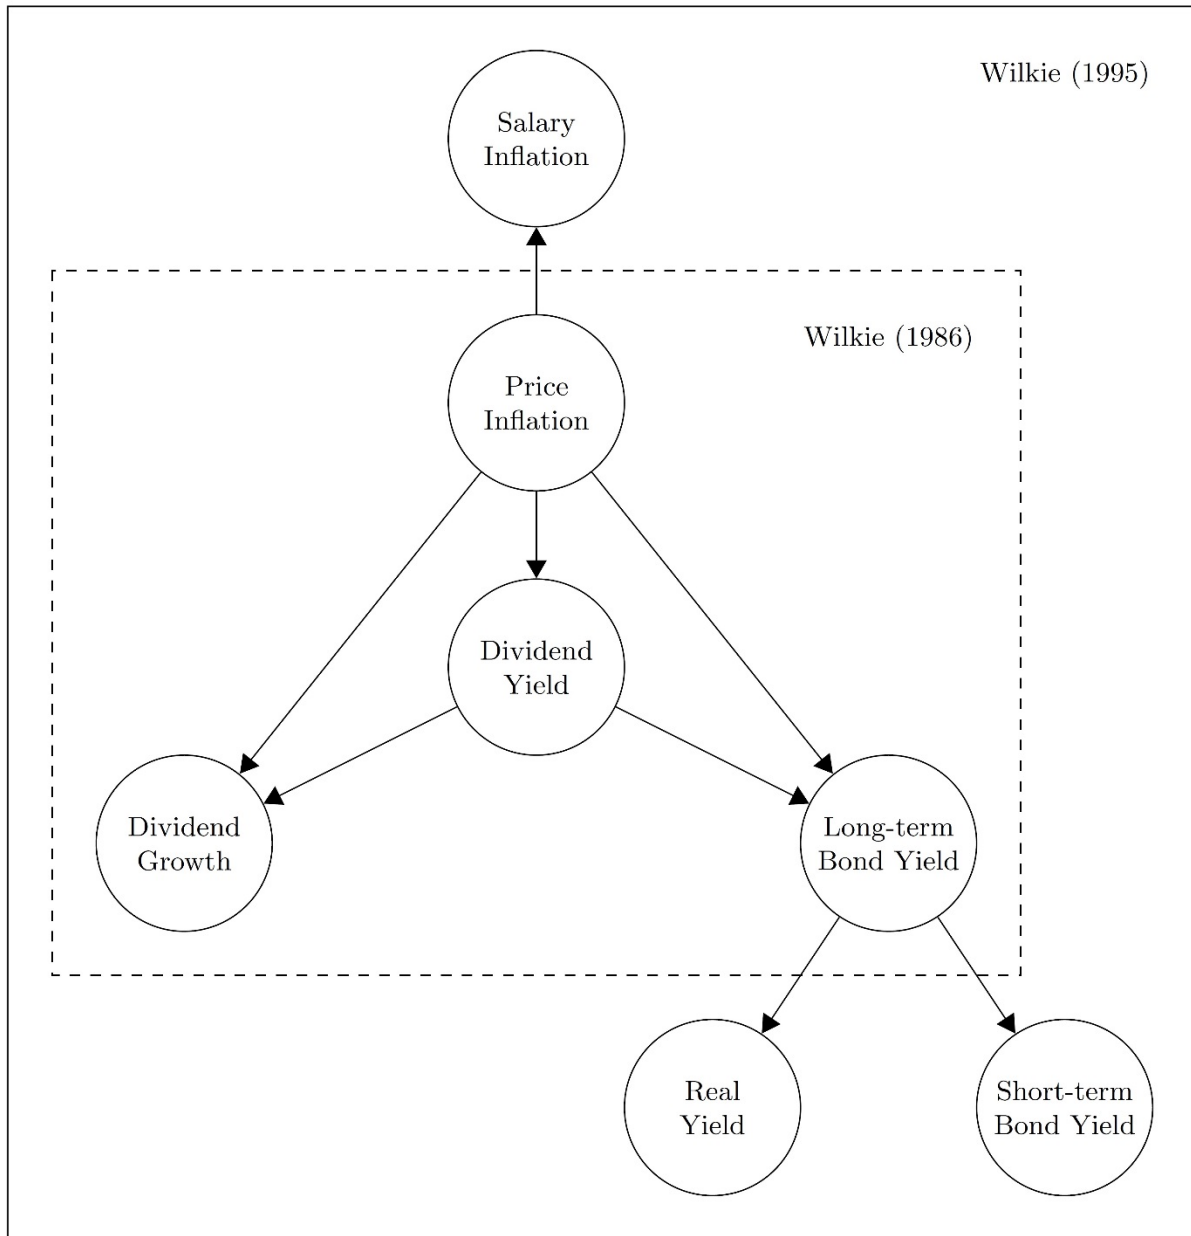 Wilkie (1995)
Salary
Inflation
Wilkie (1986)
Price
Inflation
Dividend
Yield
Dividend
Growth
Long-term
Bond Yield
Real
Yield
Short-term
Bond Yield